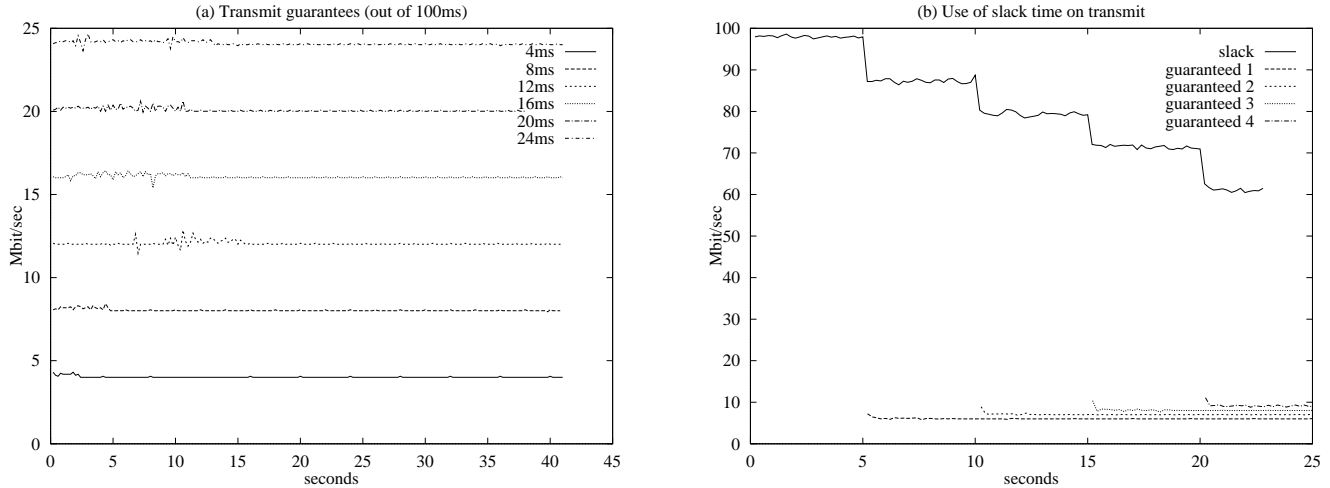 (a) Transmit guarantees (out of 100ms)
25
20
15
10
5
0
Mbit/sec
4ms
8ms
12ms
16ms
20ms
24ms
0 5 10 15 20 25 30 35 40 45
seconds
(b) Use of slack time on transmit
100
90
80
70
60
50
40
30
20
10
0
Mbit/sec
slack
guaranteed 1
guaranteed 2
guaranteed 3
guaranteed 4
0 5 10 15 20 25
seconds